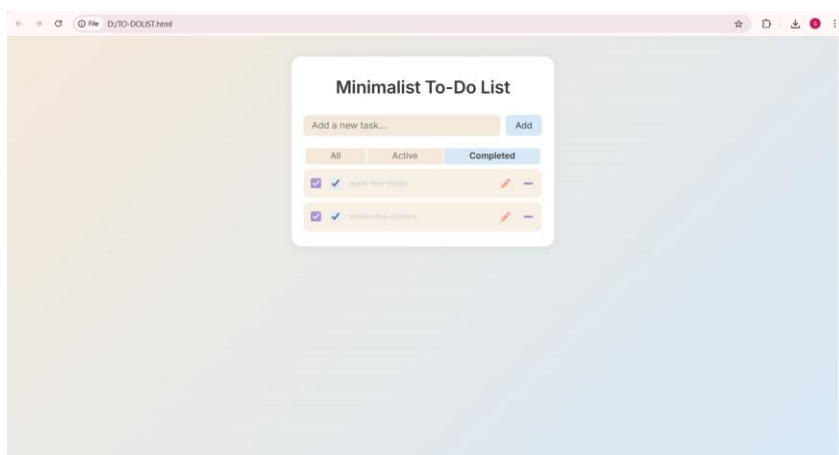 File D:/TO-DOLIST.html
S
Minimalist To-Do List
Add a new task... Add
All Active Completed
walk the dogs
water the plants